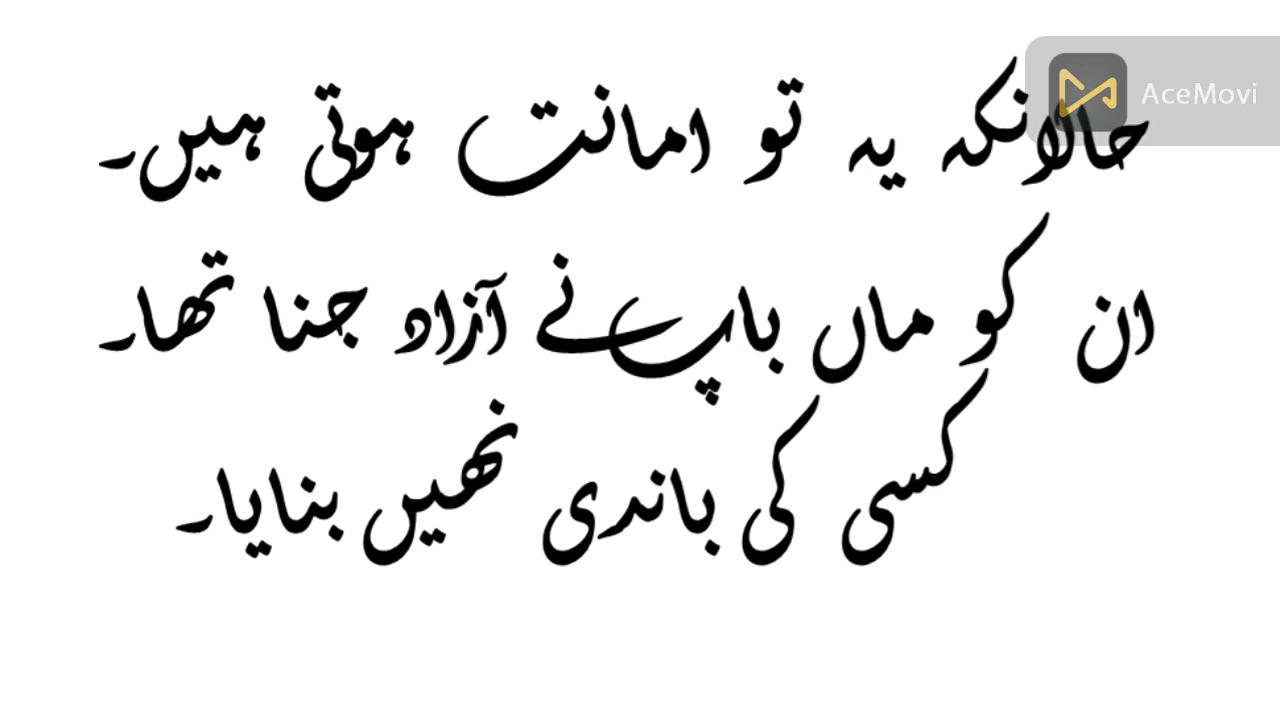 AceMovi
حالانکہ یہ تو امانت ہوتی ہیں۔
ان کو ماں باپ نے آزاد جنا تھا۔
کسی کی باندی نھیں بنایا۔